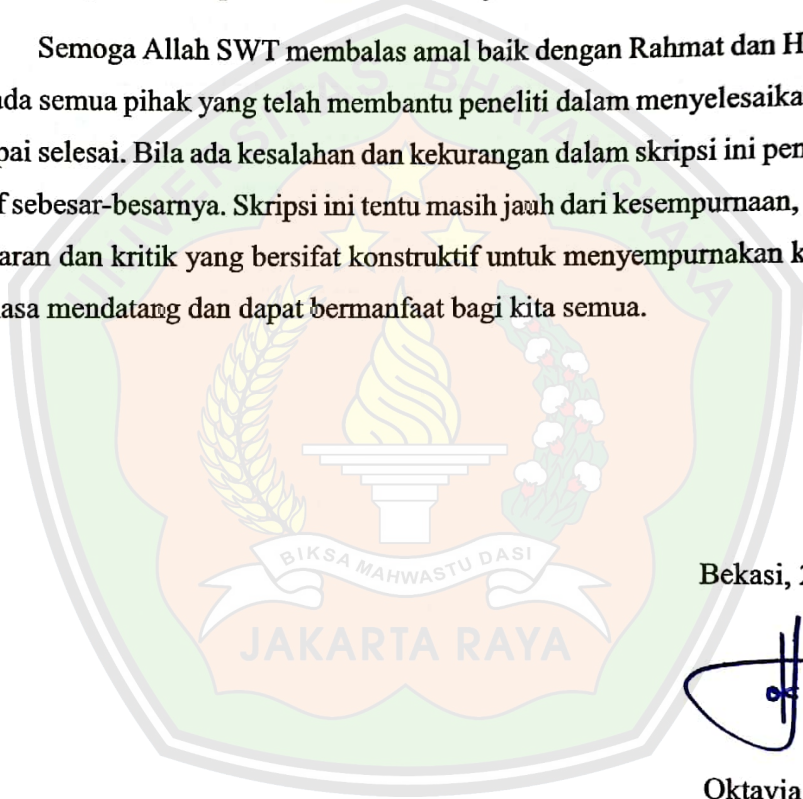 Semoga Allah SWT membalas amal baik dengan Rahmat dan H
da semua pihak yang telah membantu peneliti dalam menyelesaika
pai selesai. Bila ada kesalahan dan kekurangan dalam skripsi ini pen
f sebesar-besarnya. Skripsi ini tentu masih jauh dari kesempurnaan,
aran dan kritik yang bersifat konstruktif untuk menyempurnakan k
asa mendatang dan dapat bermanfaat bagi kita semua.
UNIVERSITAS BHAYANGKARA
BIKSA MAHWASTU DASI
JAKARTA RAYA
Bekasi, 2
Oktavia